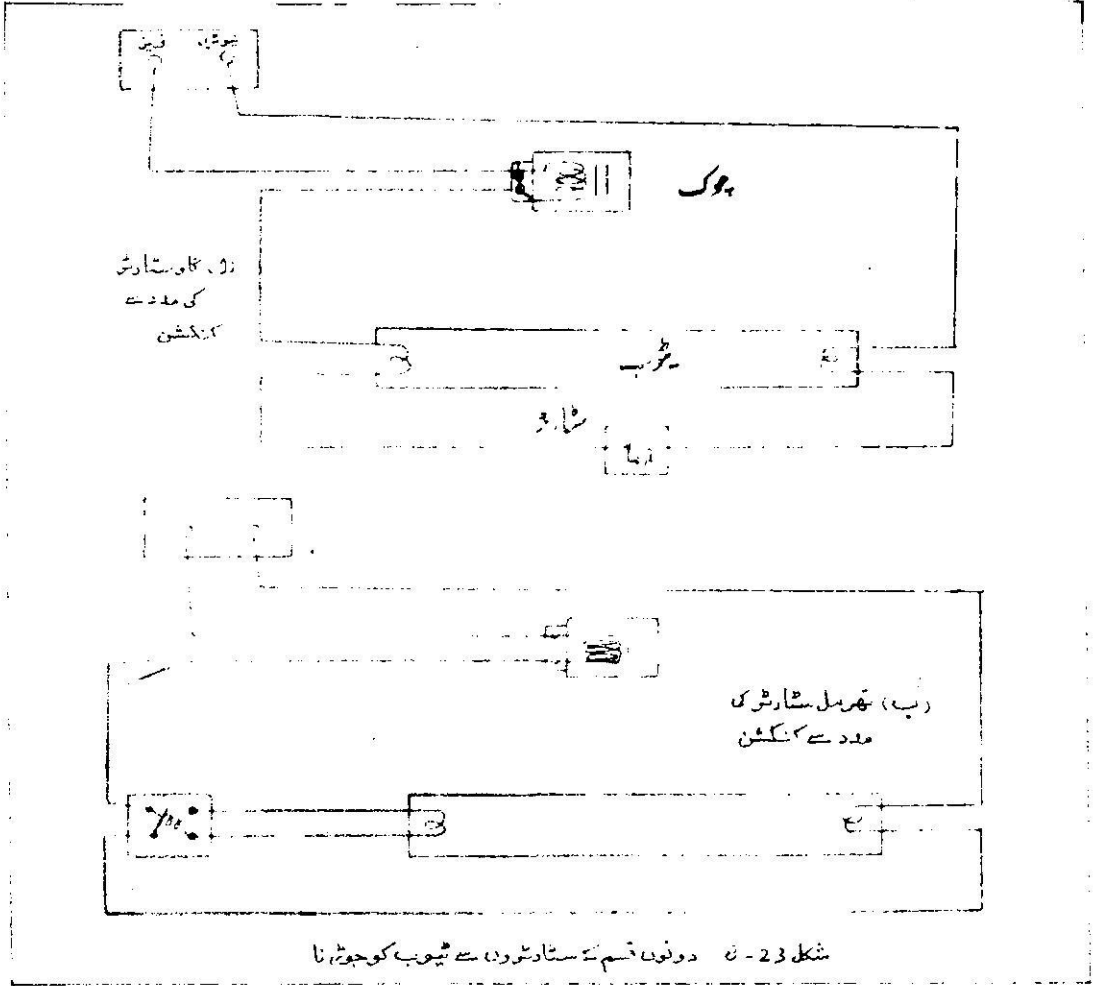 فیز نیوٹرل
چوک
گلو سٹارٹر
کی مدد سے
کنکشن
ٹیوب
سٹارٹر
(ب) تھرمل سٹارٹر کی
مدد سے کنکشن
شکل 23- دونوں قسم کے سٹارٹروں سے ٹیوب کو جوڑنا